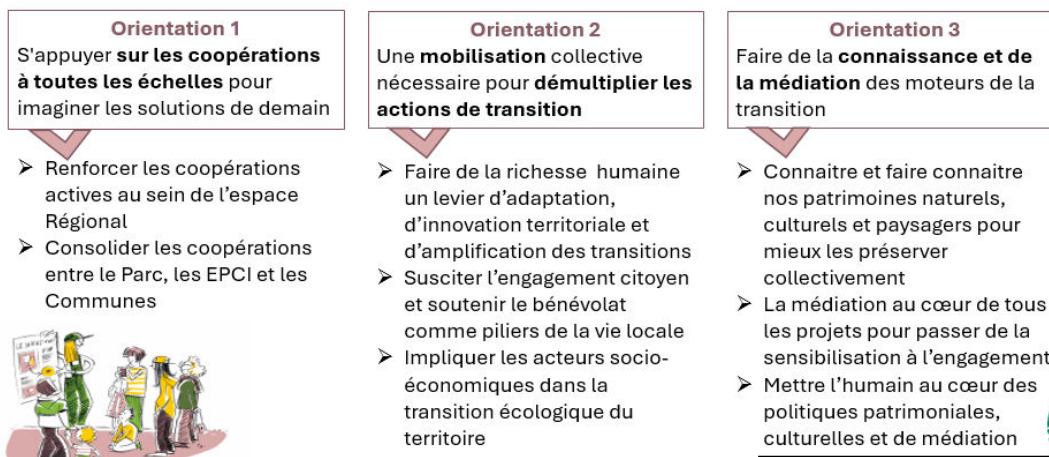 Orientation 1
S'appuyer sur les coopérations
à toutes les échelles pour
imaginer les solutions de demain
➤ Renforcer les coopérations
actives au sein de l'espace
Régional
➤ Consolider les coopérations
entre le Parc, les EPCI et les
Communes
Orientation 2
Une mobilisation collective
nécessaire pour démultiplier les
actions de transition
➤ Faire de la richesse humaine
un levier d'adaptation,
d'innovation territoriale et
d'amplification des transitions
➤ Susciter l'engagement citoyen
et soutenir le bénévolat
comme piliers de la vie locale
➤ Impliquer les acteurs socio-
économiques dans la
transition écologique du
territoire
Orientation 3
Faire de la connaissance et de
la médiation des moteurs de la
transition
➤ Connaitre et faire connaitre
nos patrimoines naturels,
culturels et paysagers pour
mieux les préserver
collectivement
➤ La médiation au cœur de tous
les projets pour passer de la
sensibilisation à l'engagement
➤ Mettre l'humain au cœur des
politiques patrimoniales,
culturelles et de médiation